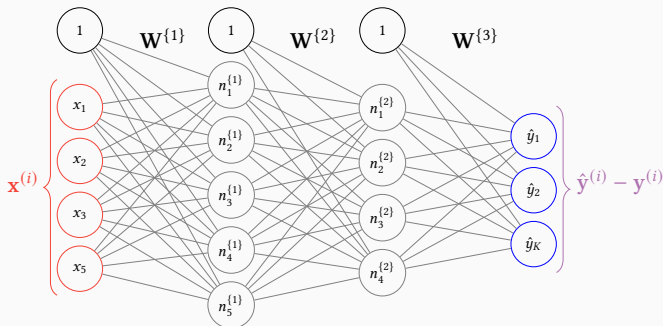 1 W^{1} 1 W^{2} 1 W^{3}
x₁ x₂ x₃ x₅
x^(i)
n₁^{1} n₂^{1} n₃^{1} n₄^{1} n₅^{1}
n₁^{2} n₂^{2} n₃^{2} n₄^{2}
ŷ₁ ŷ₂ ŷ_K
ŷ^(i) − y^(i)